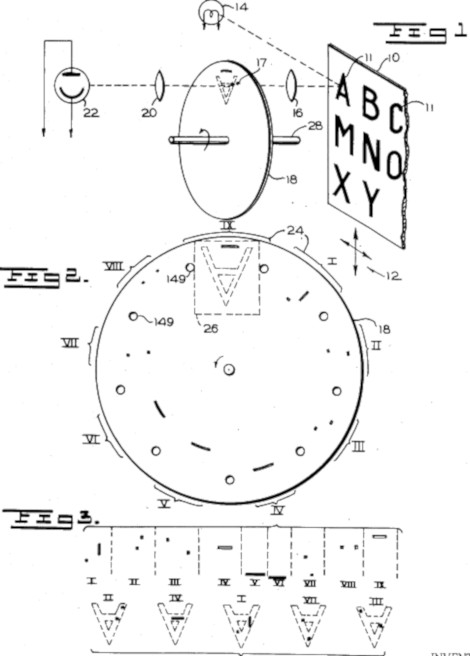 14
Fig 1
17
11
10
A B C
11
22
20
16
28
M N O
18
X Y
IX
24
12
Fig 2.
VIII
149
I
149
26
18
II
VII
VI
III
V
IV
Fig 3.
I II III IV V VI VII VIII IX
II IV I VII III